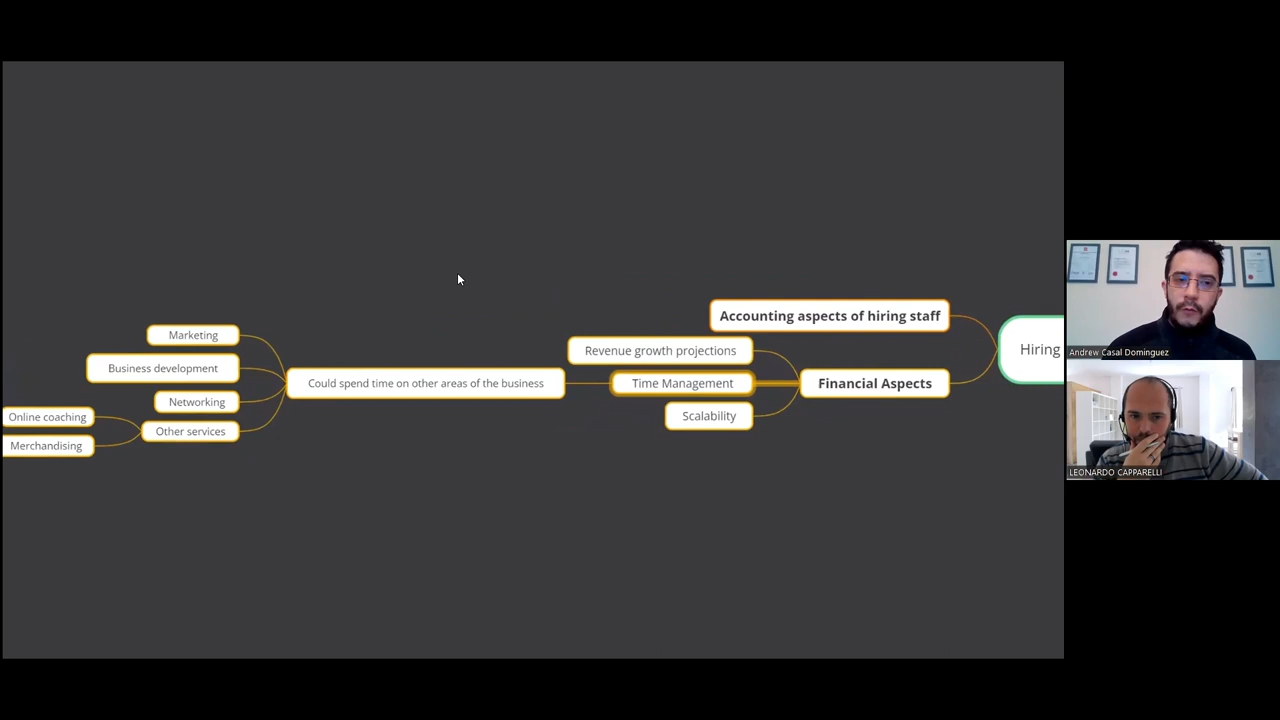 Accounting aspects of hiring staff
Hiring
Revenue growth projections
Time Management
Financial Aspects
Scalability
Could spend time on other areas of the business
Marketing
Business development
Networking
Other services
Online coaching
Merchandising
Andrew Casal Dominguez
LEONARDO CAPPARELLI